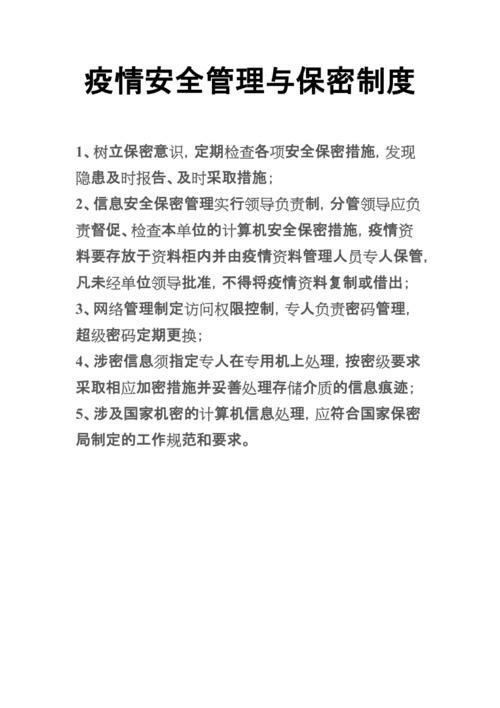 疫情安全管理与保密制度
1、树立保密意识，定期检查各项安全保密措施，发现
隐患及时报告、及时采取措施；
2、信息安全保密管理实行领导负责制，分管领导应负
责督促、检查本单位的计算机安全保密措施，疫情资
料要存放于资料柜内并由疫情资料管理人员专人保管，
凡未经单位领导批准，不得将疫情资料复制或借出；
3、网络管理制定访问权限控制，专人负责密码管理，
超级密码定期更换；
4、涉密信息须指定专人在专用机上处理，按密级要求
采取相应加密措施并妥善处理存储介质的信息痕迹；
5、涉及国家机密的计算机信息处理，应符合国家保密
局制定的工作规范和要求。